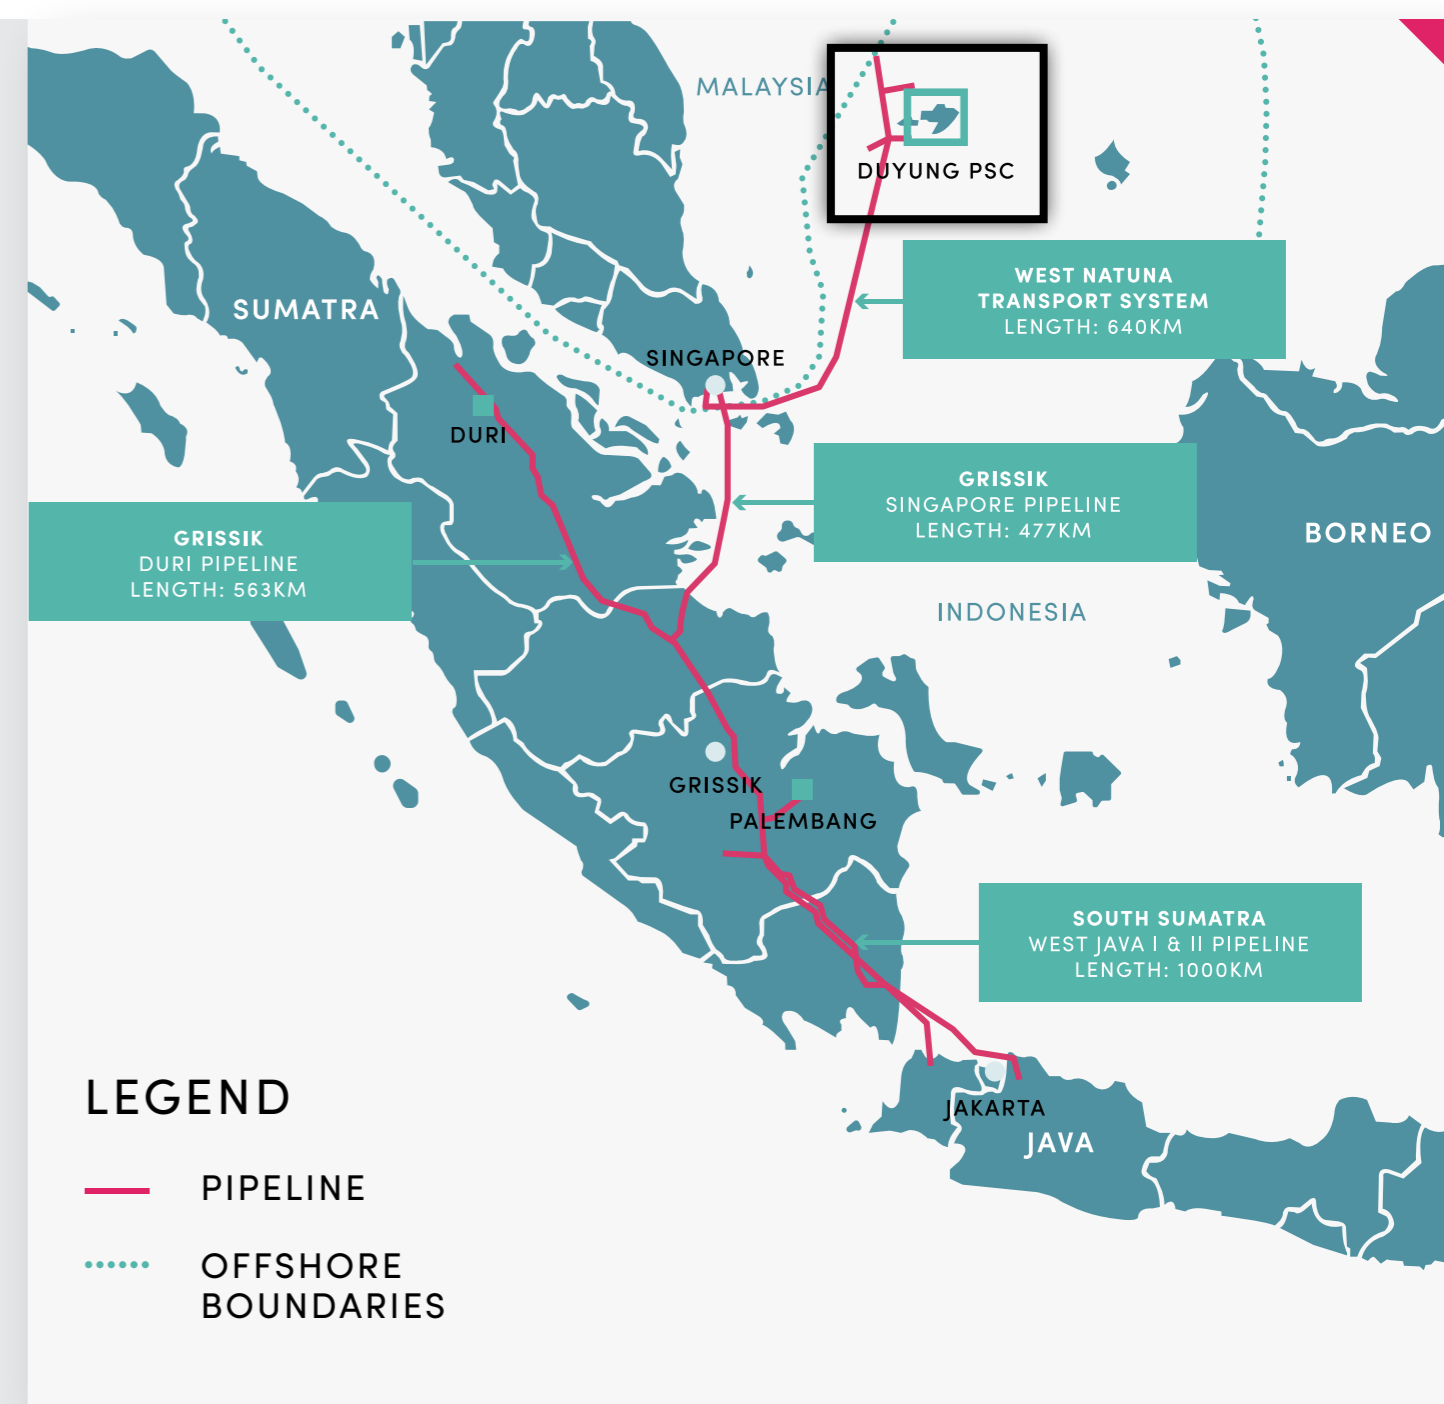 MALAYSIA
DUYUNG PSC
WEST NATUNA
TRANSPORT SYSTEM
LENGTH: 640KM
SUMATRA
SINGAPORE
DURI
GRISSIK
SINGAPORE PIPELINE
LENGTH: 477KM
BORNEO
GRISSIK
DURI PIPELINE
LENGTH: 563KM
INDONESIA
GRISSIK
PALEMBANG
SOUTH SUMATRA
WEST JAVA I & II PIPELINE
LENGTH: 1000KM
JAKARTA
JAVA
LEGEND
PIPELINE
OFFSHORE
BOUNDARIES